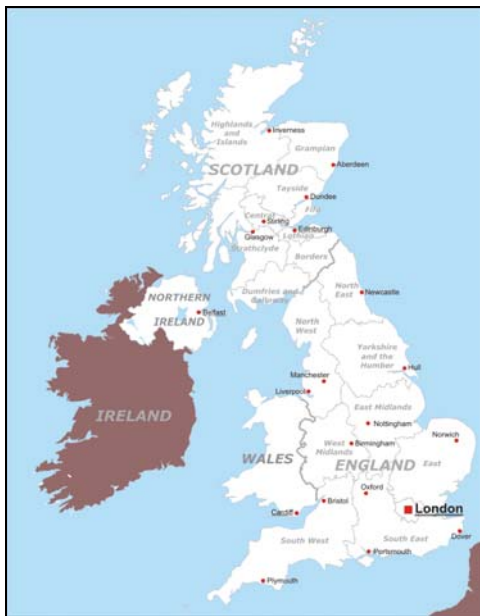 Highlands
and
Islands
Inverness
Grampian
SCOTLAND
Aberdeen
Tayside
Dundee
Fife
Central
Stirling
Edinburgh
Glasgow
Lothian
Strathclyde
Borders
Dumfries and
Galloway
North
East
Newcastle
NORTHERN
IRELAND
Belfast
North
West
Yorkshire
and the
Humber
Hull
Manchester
Liverpool
IRELAND
East Midlands
Nottingham
Norwich
WALES
West
Midlands
Birmingham
ENGLAND
East
Oxford
London
Cardiff
Bristol
South West
South East
Dover
Portsmouth
Plymouth